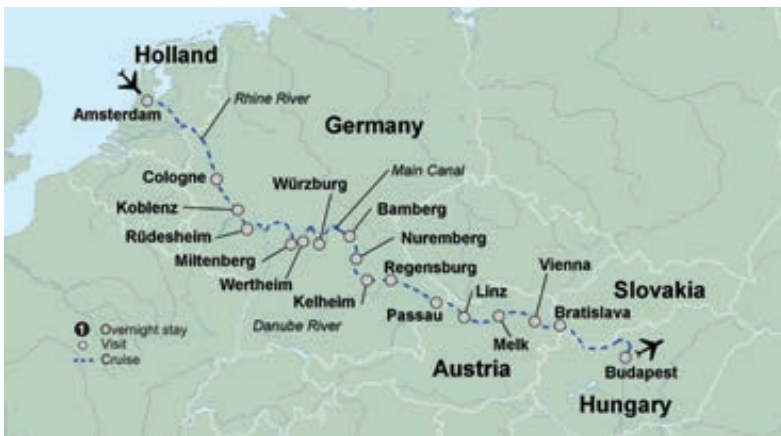 Holland
Amsterdam
Rhine River
Germany
Cologne
Würzburg
Main Canal
Koblenz
Bamberg
Rüdesheim
Nuremberg
Miltenberg
Wertheim
Regensburg
Vienna
Kelheim
Slovakia
Passau
Linz
Bratislava
Danube River
Melk
1 Overnight stay
Visit
Cruise
Austria
Budapest
Hungary